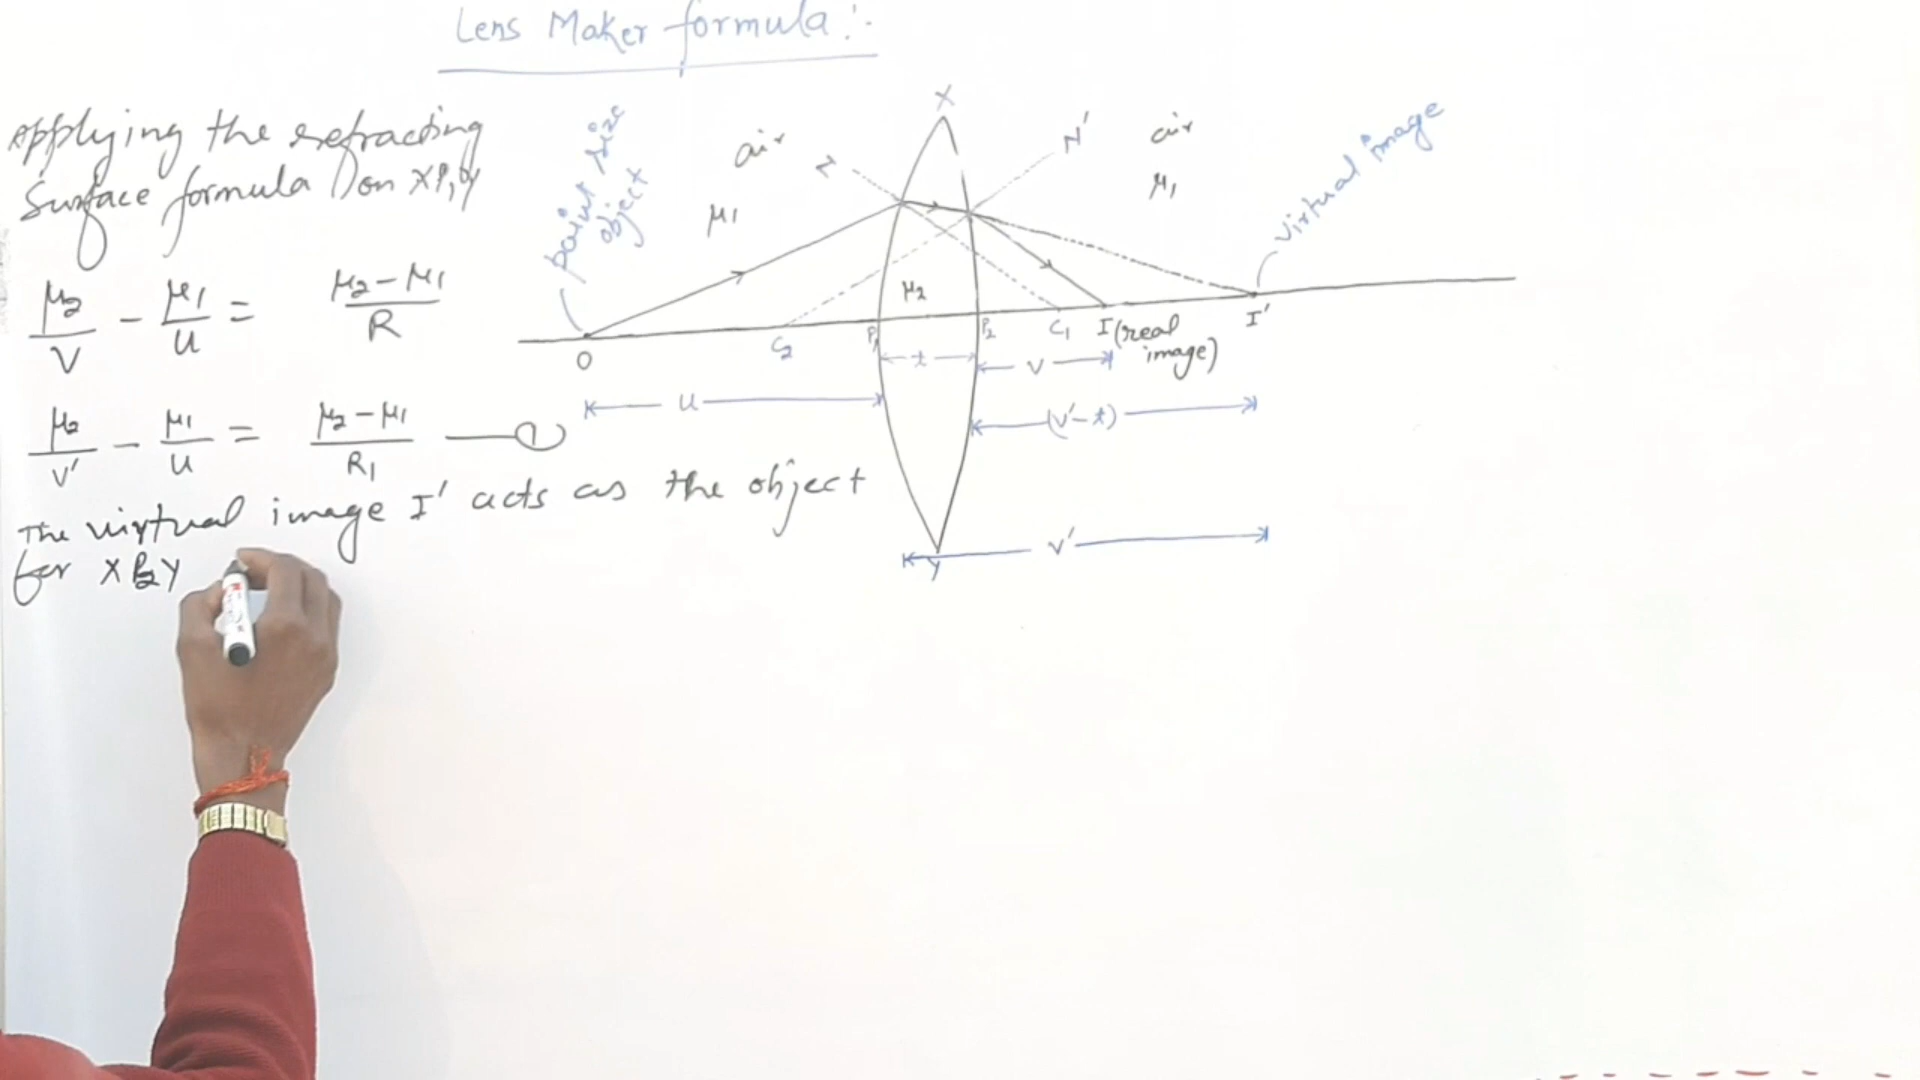 Lens Maker formula :-
Applying the refracting
Surface formula on XP₁Y
μ₂/V - μ₁/u = μ₂-μ₁/R
μ₂/V' - μ₁/u = μ₂-μ₁/R₁ — ①
The virtual image I' acts as the object
for XP₂Y
point size
object
air
μ₁
N
X
N'
air
μ₁
virtual image
μ₂
O
C₂
P₁
P₂
C₁
I (real
image)
I'
t
v
u
(v'-t)
v'
Y